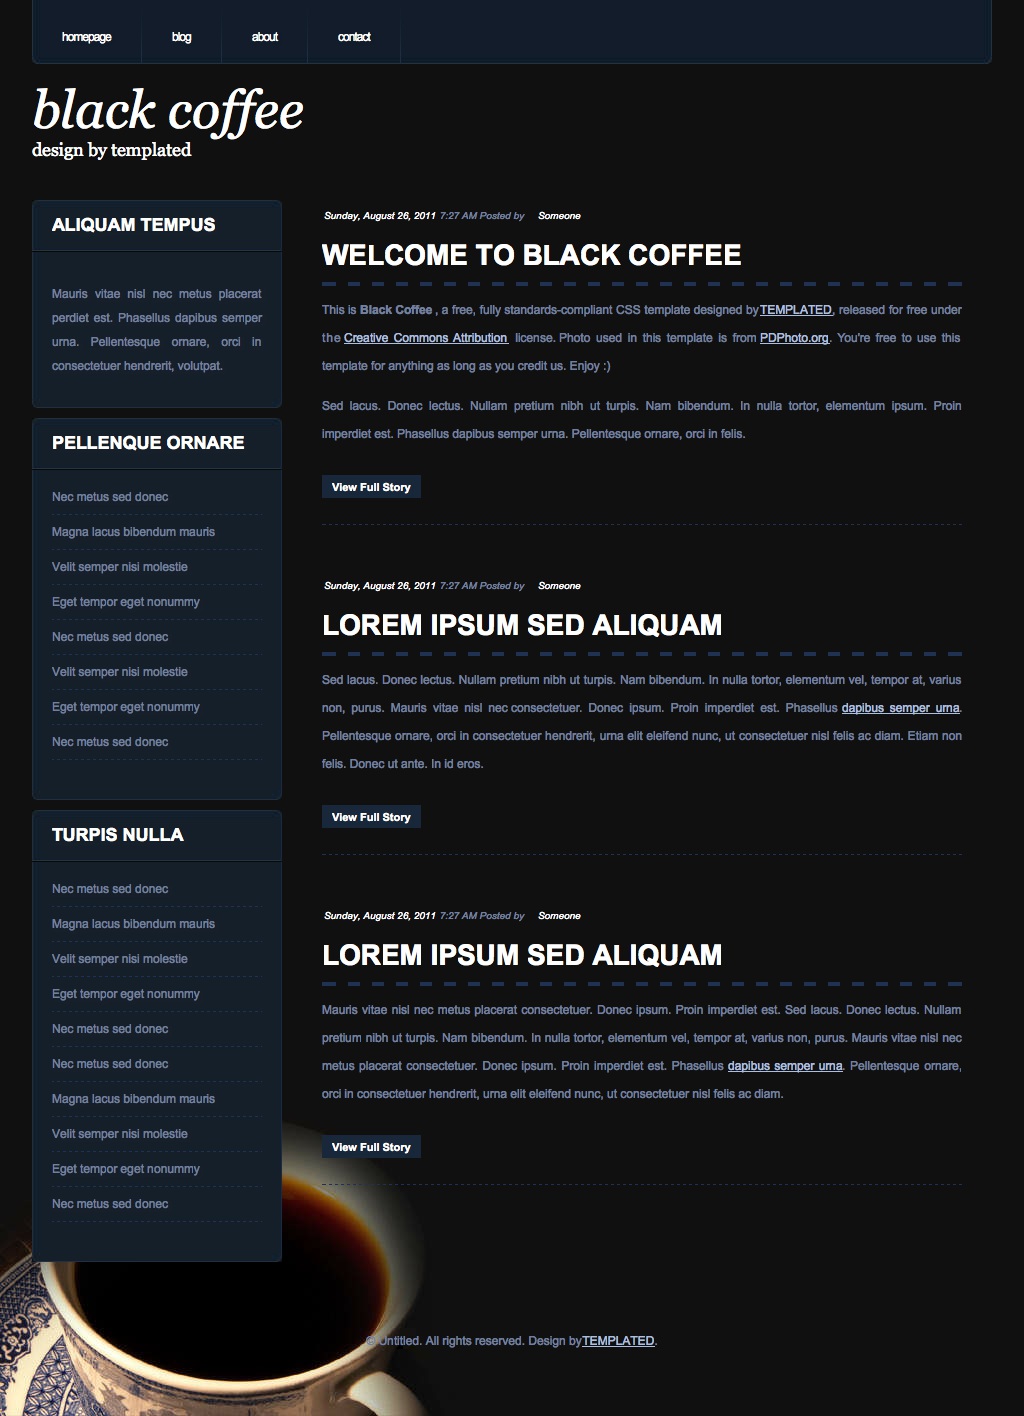 homepage
blog
about
contact
black coffee
design by templated
ALIQUAM TEMPUS
Mauris vitae nisl nec metus placerat
perdiet est. Phasellus dapibus semper
urna. Pellentesque ornare, orci in
consectetuer hendrerit, volutpat.
PELLENQUE ORNARE
Nec metus sed donec
Magna lacus bibendum mauris
Velit semper nisi molestie
Eget tempor eget nonummy
Nec metus sed donec
Velit semper nisi molestie
Eget tempor eget nonummy
Nec metus sed donec
TURPIS NULLA
Nec metus sed donec
Magna lacus bibendum mauris
Velit semper nisi molestie
Eget tempor eget nonummy
Nec metus sed donec
Nec metus sed donec
Magna lacus bibendum mauris
Velit semper nisi molestie
Eget tempor eget nonummy
Nec metus sed donec
Sunday, August 26, 2011 7:27 AM Posted by Someone
WELCOME TO BLACK COFFEE
This is Black Coffee , a free, fully standards-compliant CSS template designed by TEMPLATED, released for free under
the Creative Commons Attribution license. Photo used in this template is from PDPhoto.org. You're free to use this
template for anything as long as you credit us. Enjoy :)
Sed lacus. Donec lectus. Nullam pretium nibh ut turpis. Nam bibendum. In nulla tortor, elementum ipsum. Proin
imperdiet est. Phasellus dapibus semper urna. Pellentesque ornare, orci in felis.
View Full Story
Sunday, August 26, 2011 7:27 AM Posted by Someone
LOREM IPSUM SED ALIQUAM
Sed lacus. Donec lectus. Nullam pretium nibh ut turpis. Nam bibendum. In nulla tortor, elementum vel, tempor at, varius
non, purus. Mauris vitae nisl nec consectetuer. Donec ipsum. Proin imperdiet est. Phasellus dapibus semper urna.
Pellentesque ornare, orci in consectetuer hendrerit, urna elit eleifend nunc, ut consectetuer nisl felis ac diam. Etiam non
felis. Donec ut ante. In id eros.
View Full Story
Sunday, August 26, 2011 7:27 AM Posted by Someone
LOREM IPSUM SED ALIQUAM
Mauris vitae nisl nec metus placerat consectetuer. Donec ipsum. Proin imperdiet est. Sed lacus. Donec lectus. Nullam
pretium nibh ut turpis. Nam bibendum. In nulla tortor, elementum vel, tempor at, varius non, purus. Mauris vitae nisl nec
metus placerat consectetuer. Donec ipsum. Proin imperdiet est. Phasellus dapibus semper urna. Pellentesque ornare,
orci in consectetuer hendrerit, urna elit eleifend nunc, ut consectetuer nisl felis ac diam.
View Full Story
© Untitled. All rights reserved. Design by TEMPLATED.